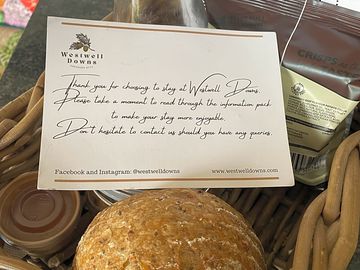 Westwell
Downs
Thank you for choosing to stay at Westwell Downs.
Please take a moment to read through the information pack
to make your stay more enjoyable.
Don't hesitate to contact us should you have any queries.
Facebook and Instagram: @westwelldowns
www.westwelldowns.com
CRISPS